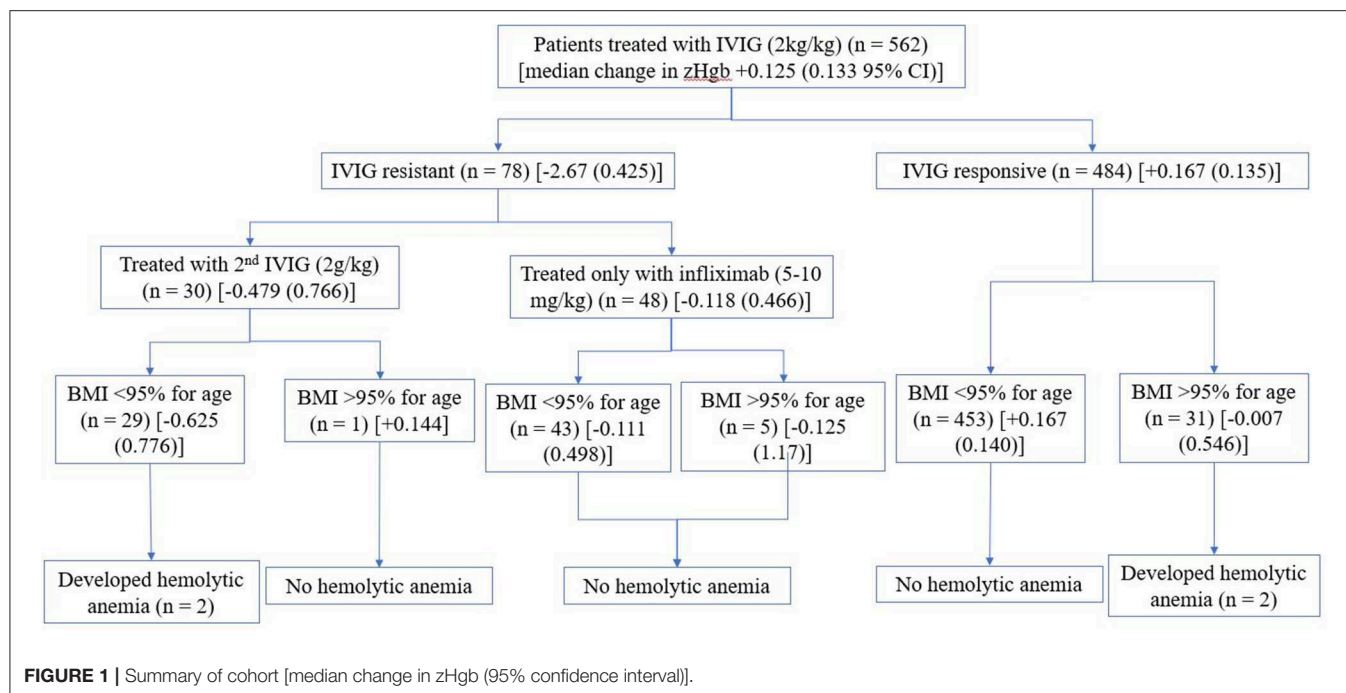 Patients treated with IVIG (2kg/kg) (n = 562)
[median change in zHgb +0.125 (0.133 95% CI)]
IVIG resistant (n = 78) [-2.67 (0.425)]
IVIG responsive (n = 484) [+0.167 (0.135)]
Treated with 2nd IVIG (2g/kg)
(n = 30) [-0.479 (0.766)]
Treated only with infliximab (5-10
mg/kg) (n = 48) [-0.118 (0.466)]
BMI <95% for age
(n = 29) [-0.625
(0.776)]
BMI >95% for age
(n = 1) [+0.144]
BMI <95% for age
(n = 43) [-0.111
(0.498)]
BMI >95% for age
(n = 5) [-0.125
(1.17)]
BMI <95% for age
(n = 453) [+0.167
(0.140)]
BMI >95% for age
(n = 31) [-0.007
(0.546)]
Developed hemolytic
anemia (n = 2)
No hemolytic anemia
No hemolytic anemia
No hemolytic anemia
Developed hemolytic
anemia (n = 2)
FIGURE 1 | Summary of cohort [median change in zHgb (95% confidence interval)].